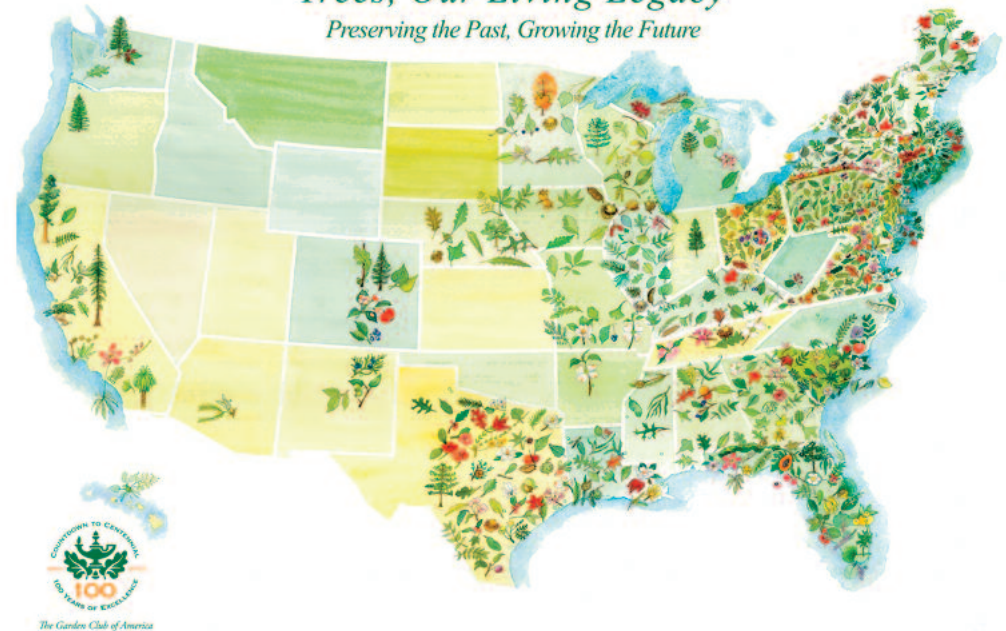 Trees, Our Living Legacy
Preserving the Past, Growing the Future
COUNTDOWN TO CENTENNIAL
100
100 YEARS OF EXCELLENCE
The Garden Club of America